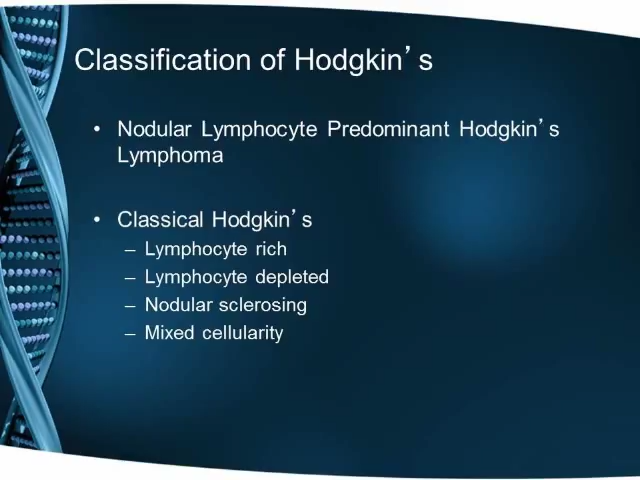 Classification of Hodgkin’s
• Nodular Lymphocyte Predominant Hodgkin’s
Lymphoma
• Classical Hodgkin’s
– Lymphocyte rich
– Lymphocyte depleted
– Nodular sclerosing
– Mixed cellularity